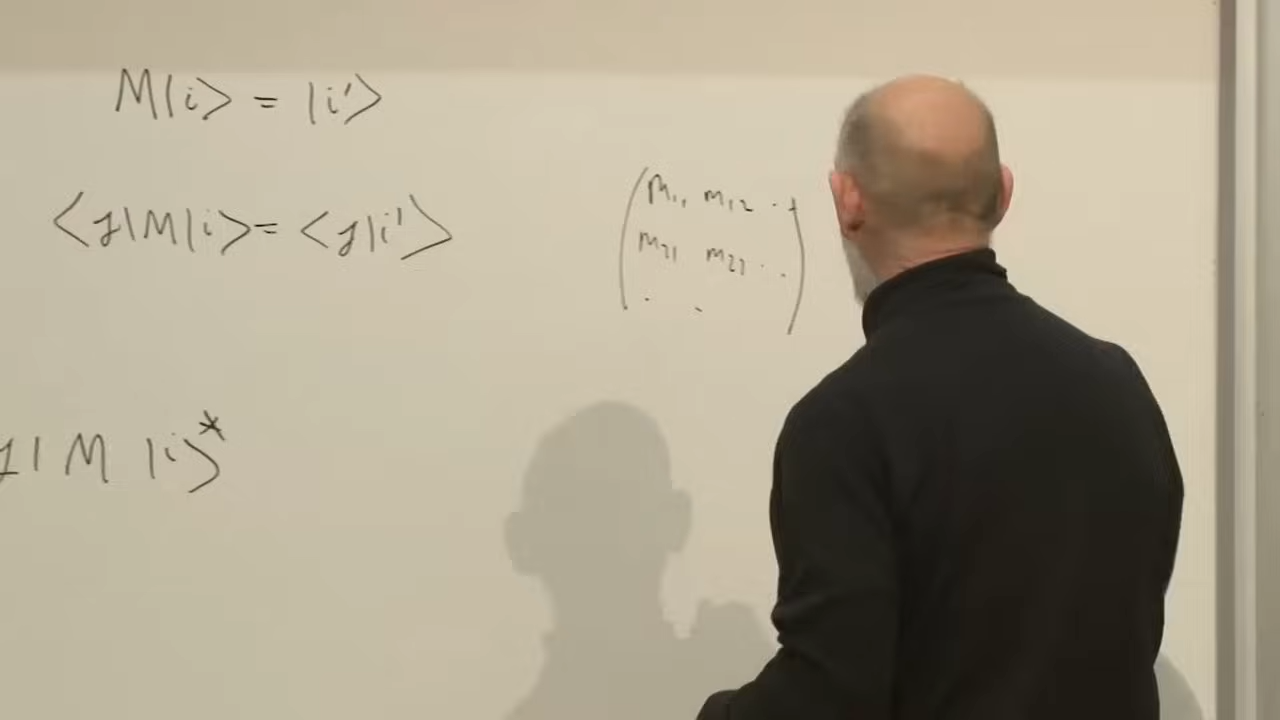 M|i> = |i'>
<j|M|i> = <j|i'>
m₁₁ m₁₂ ..
m₂₁ m₂₂ ..
. .
j| M |i>*